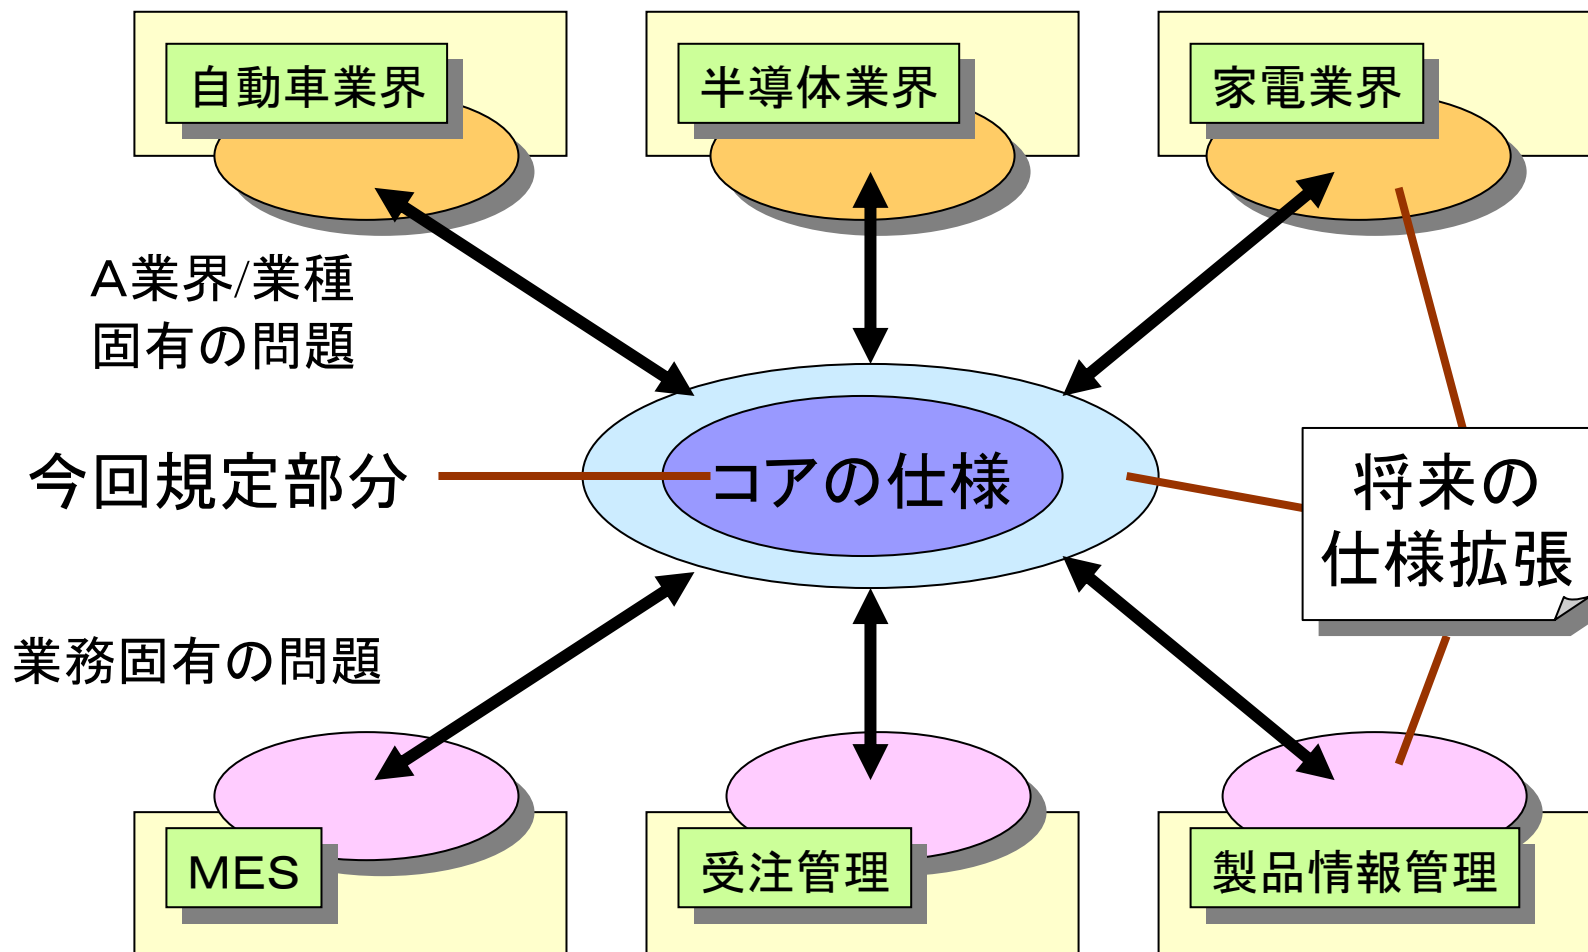 自動車業界
半導体業界
家電業界
A業界/業種
固有の問題
今回規定部分
コアの仕様
将来の
仕様拡張
業務固有の問題
MES
受注管理
製品情報管理